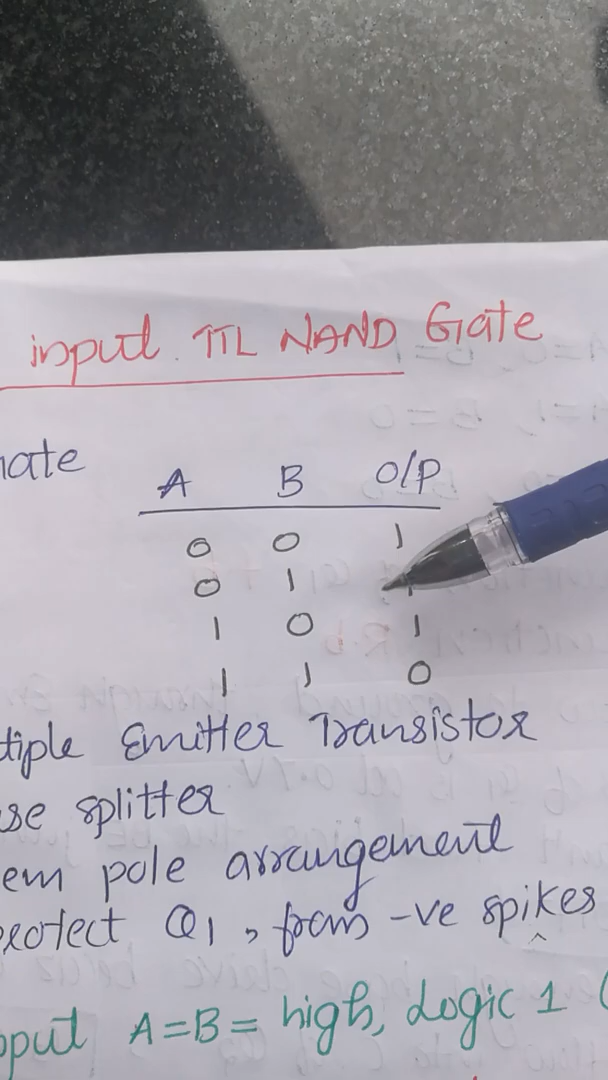 input TTL NAND Gate
ate
A B O/P
0 0 1
0 1
1 0 1
1 1 0
tiple Emitter Transistor
se splitter
em pole arrangement
rotect Q1, from -ve spikes
put A=B= high, Logic 1 (